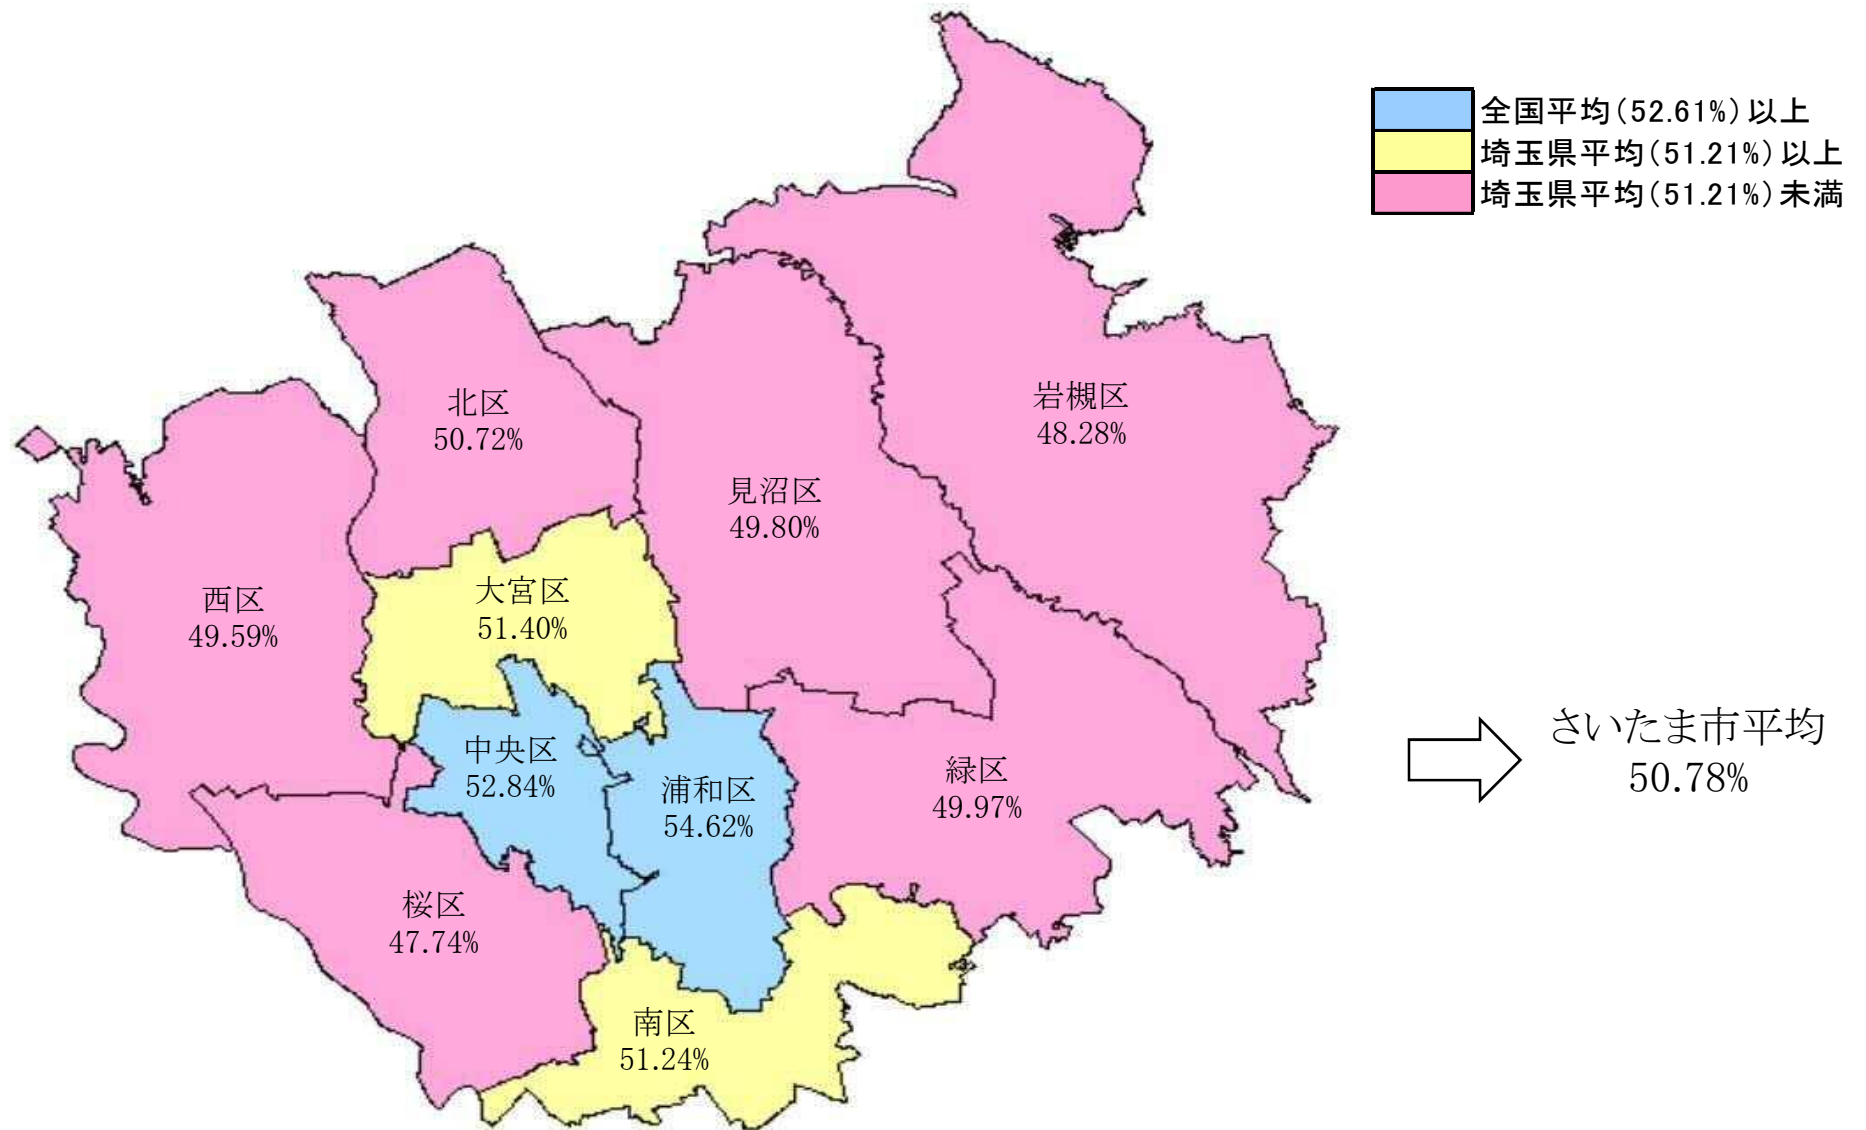 全国平均(52.61%)以上
埼玉県平均(51.21%)以上
埼玉県平均(51.21%)未満
北区
50.72%
岩槻区
48.28%
見沼区
49.80%
西区
49.59%
大宮区
51.40%
中央区
52.84%
浦和区
54.62%
緑区
49.97%
さいたま市平均
50.78%
桜区
47.74%
南区
51.24%